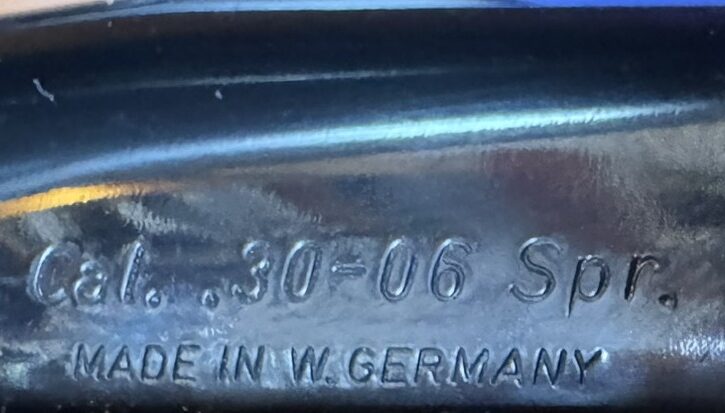 Cal. .30-06 Spr.
MADE IN W. GERMANY